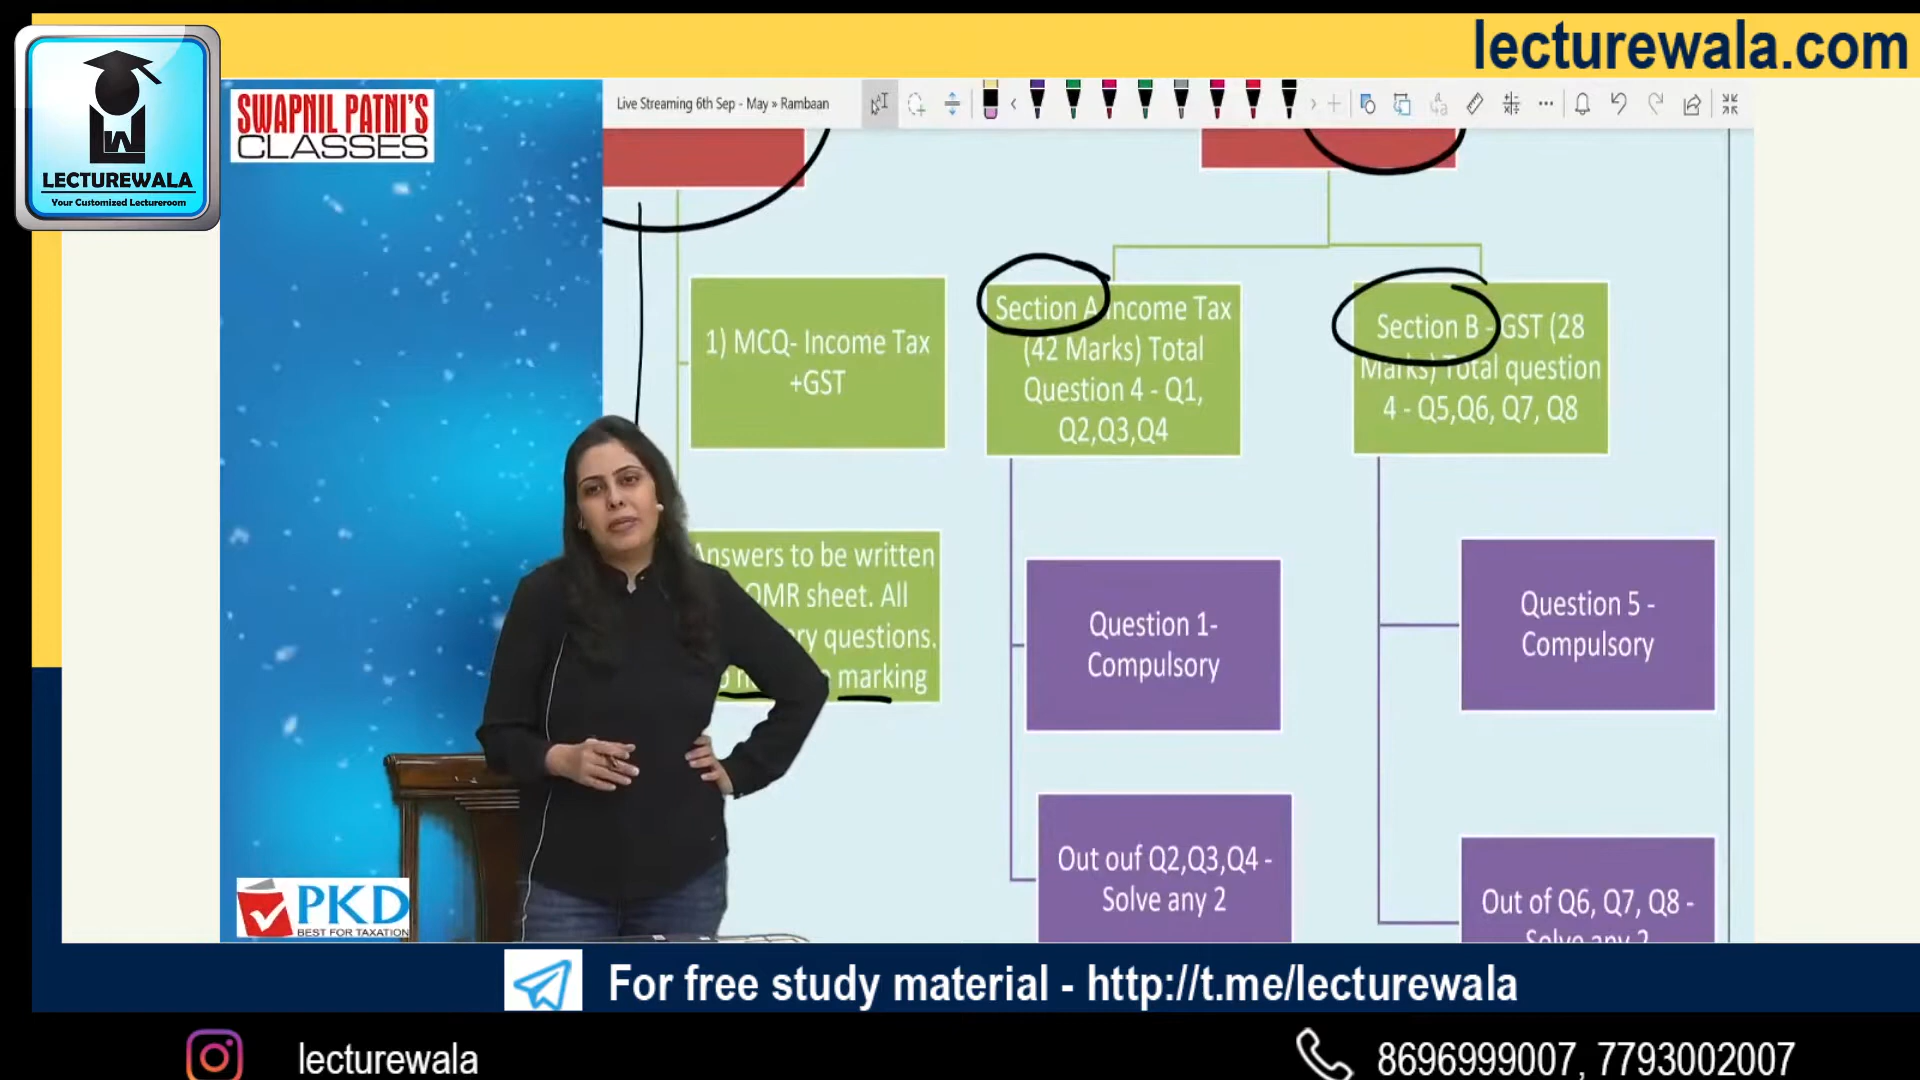 lecturewala.com
LW
LECTUREWALA
Your Customized Lectureroom
SWAPNIL PATNI'S
CLASSES
Live Streaming 6th Sep - May » Rambaan
1) MCQ- Income Tax
+GST
Answers to be written
OMR sheet. All
questions.
marking
Section A Income Tax
(42 Marks) Total
Question 4 - Q1,
Q2,Q3,Q4
Section B - GST (28
Marks) Total question
4 - Q5,Q6, Q7, Q8
Question 1-
Compulsory
Question 5 -
Compulsory
Out ouf Q2,Q3,Q4 -
Solve any 2
Out of Q6, Q7, Q8 -
Solve any 2
PKD
BEST FOR TAXATION
For free study material - http://t.me/lecturewala
lecturewala
8696999007, 7793002007